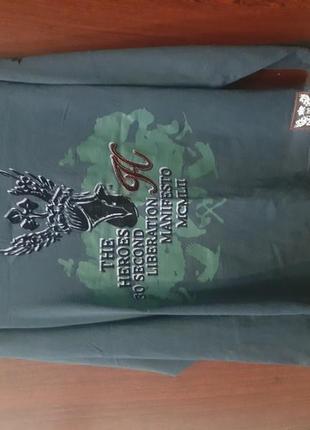 THE
HEROES H
30 SECOND
LIBERATION
MANIFESTO
MCMLII